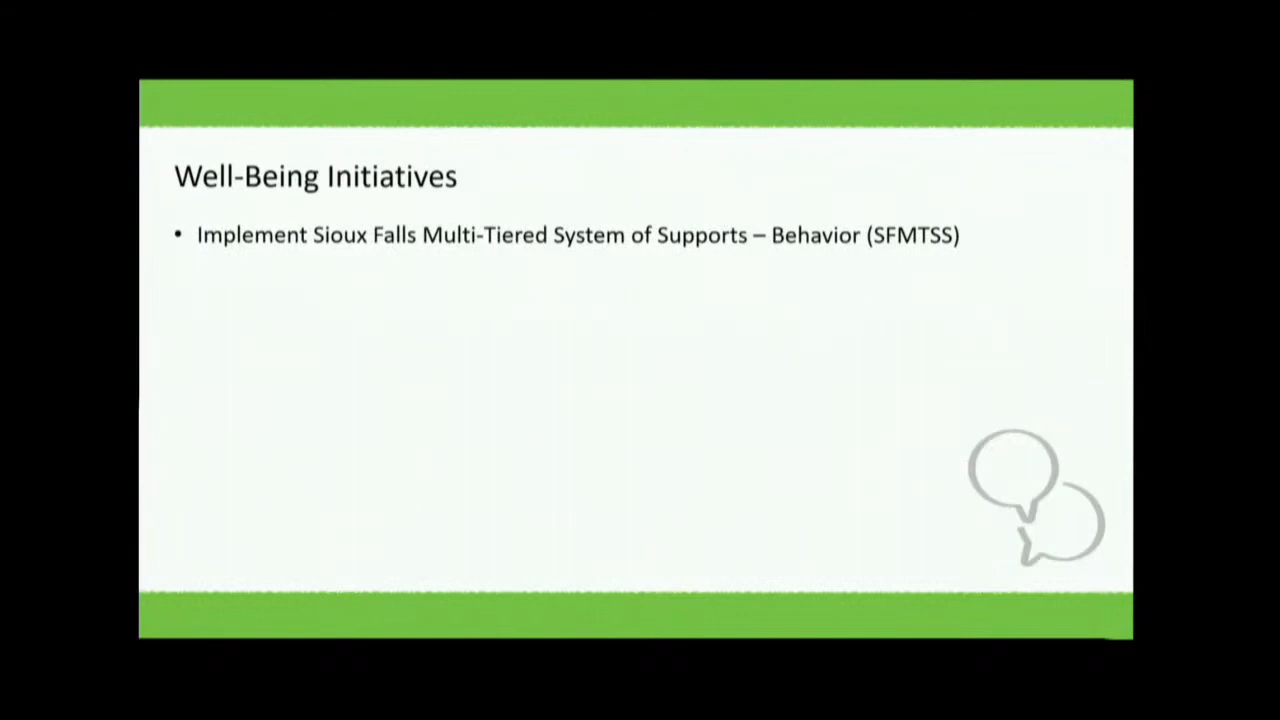 Well-Being Initiatives
• Implement Sioux Falls Multi-Tiered System of Supports – Behavior (SFMTSS)